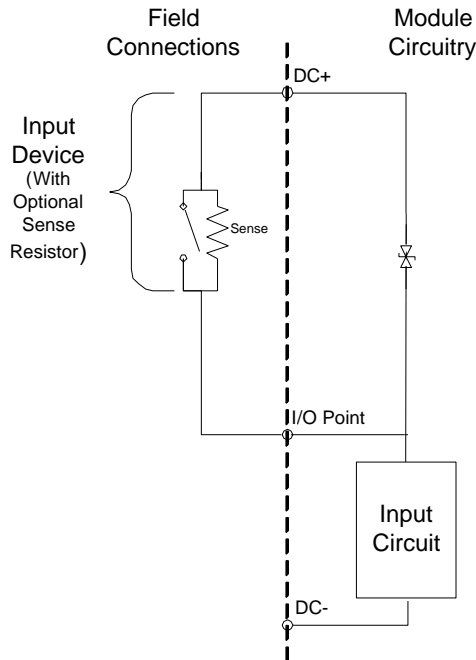 Field
Connections
Module
Circuitry
DC+
Input
Device
(With
Optional
Sense
Resistor)
Sense
I/O Point
Input
Circuit
DC-